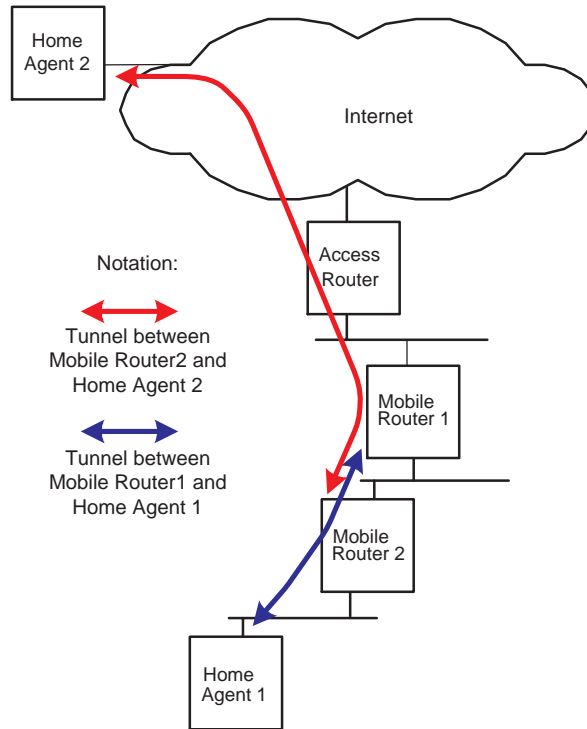 Home
Agent 2
Internet
Access
Router
Notation:
Tunnel between
Mobile Router2 and
Home Agent 2
Mobile
Router 1
Tunnel between
Mobile Router1 and
Home Agent 1
Mobile
Router 2
Home
Agent 1